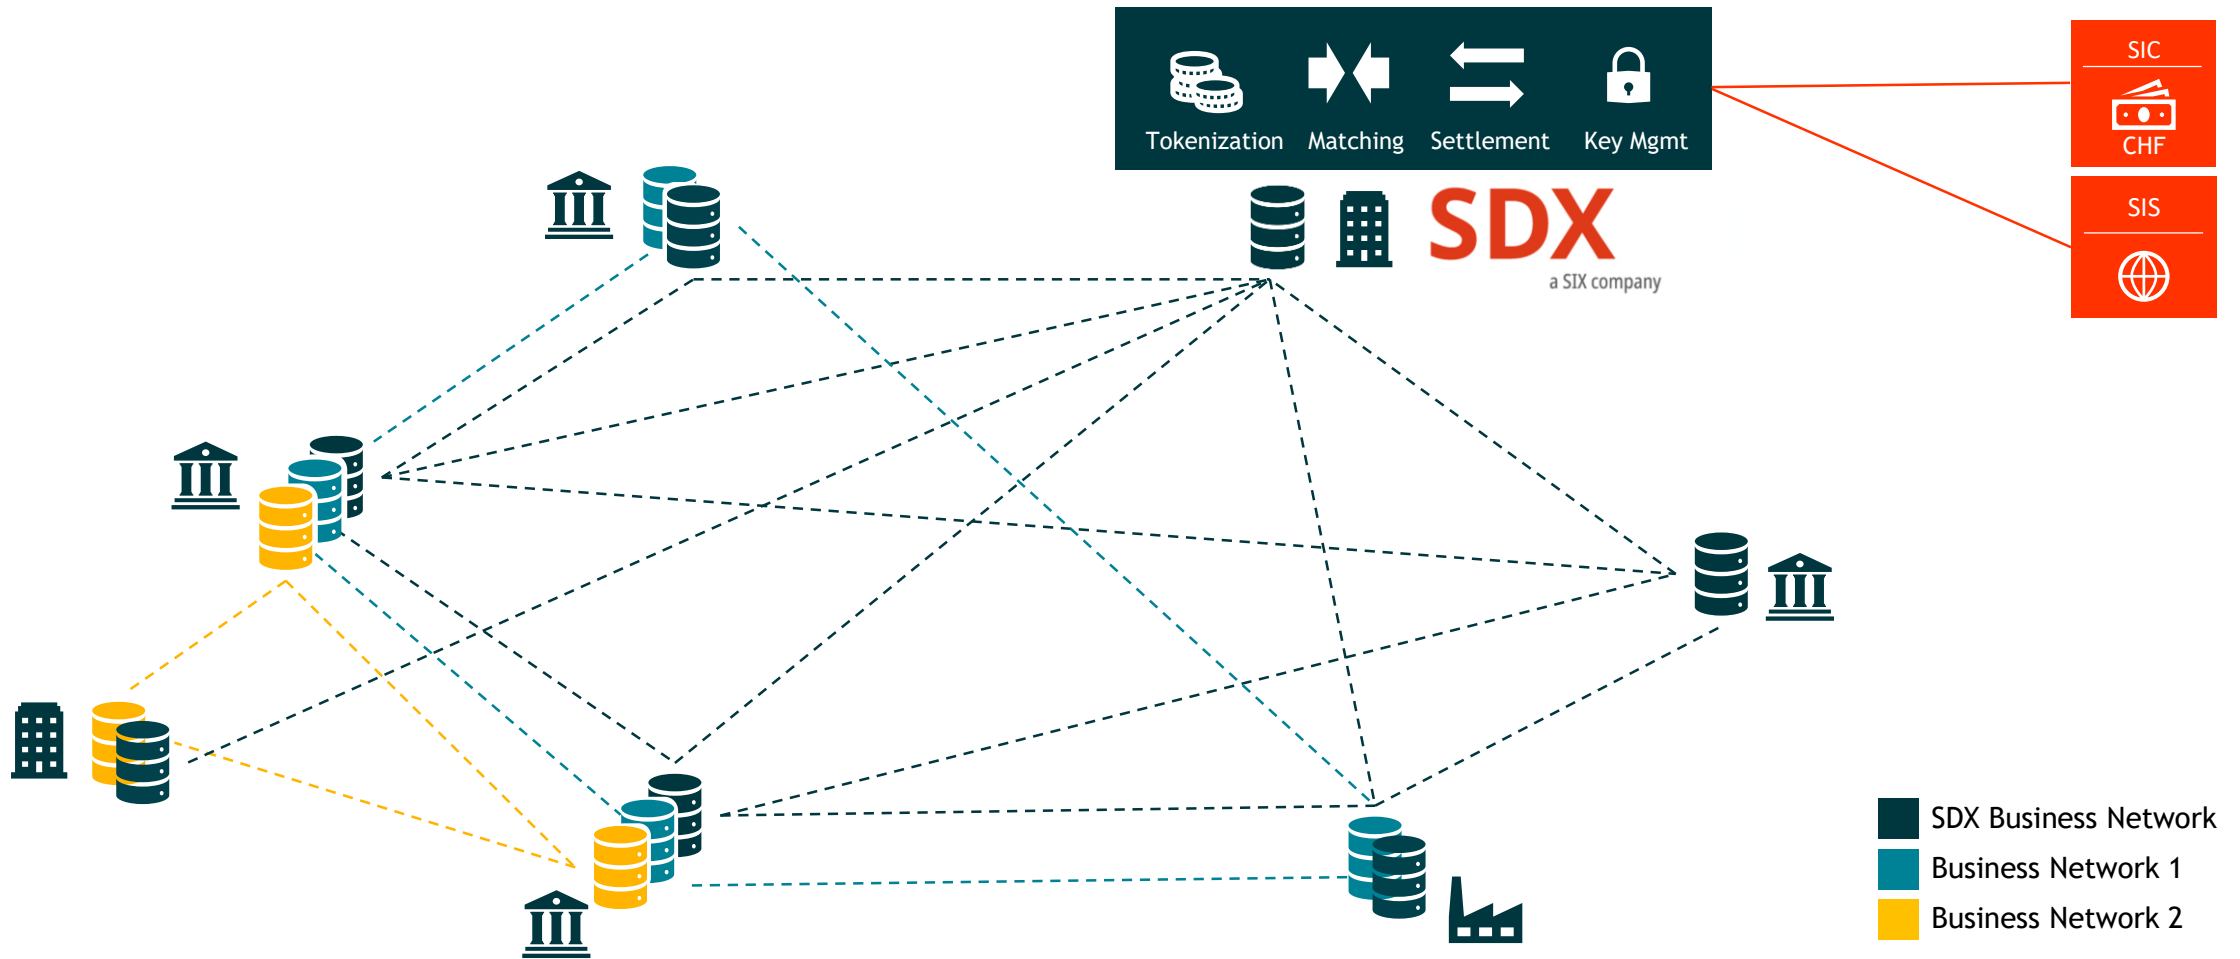 Tokenization
Matching
Settlement
Key Mgmt
SIC
CHF
SIS
SDX
a SIX company
SDX Business Network
Business Network 1
Business Network 2